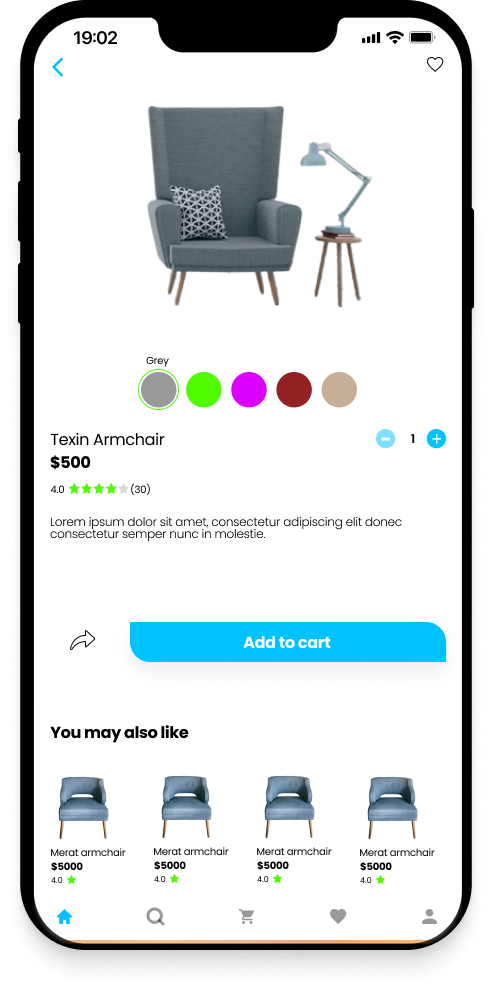 19:02
Grey
Texin Armchair
1
$500
4.0 (30)
Lorem ipsum dolor sit amet, consectetur adipiscing elit donec
consectetur semper nunc in molestie.
Add to cart
You may also like
Merat armchair Merat armchair Merat armchair Merat armchair
$5000 $5000 $5000 $5000
4.0 4.0 4.0 4.0